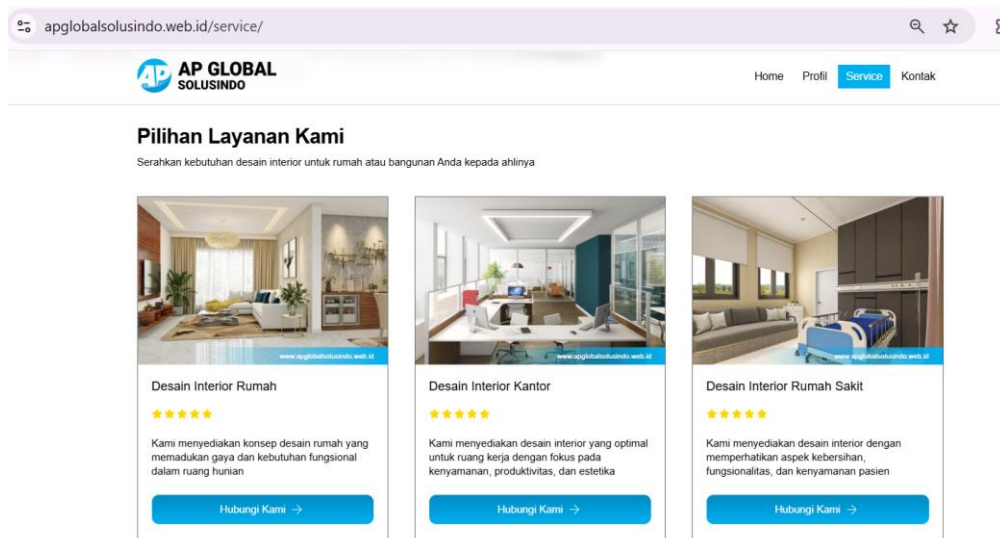 apglobalsolusindo.web.id/service/
AP AP GLOBAL
SOLUSINDO
Home Profil Service Kontak
Pilihan Layanan Kami
Serahkan kebutuhan desain interior untuk rumah atau bangunan Anda kepada ahlinya
www.apglobalsolusindo.web.id
www.apglobalsolusindo.web.id
www.apglobalsolusindo.web.id
Desain Interior Rumah
Kami menyediakan konsep desain rumah yang
memadukan gaya dan kebutuhan fungsional
dalam ruang hunian
Hubungi Kami →
Desain Interior Kantor
Kami menyediakan desain interior yang optimal
untuk ruang kerja dengan fokus pada
kenyamanan, produktivitas, dan estetika
Hubungi Kami →
Desain Interior Rumah Sakit
Kami menyediakan desain interior dengan
memperhatikan aspek kebersihan,
fungsionalitas, dan kenyamanan pasien
Hubungi Kami →